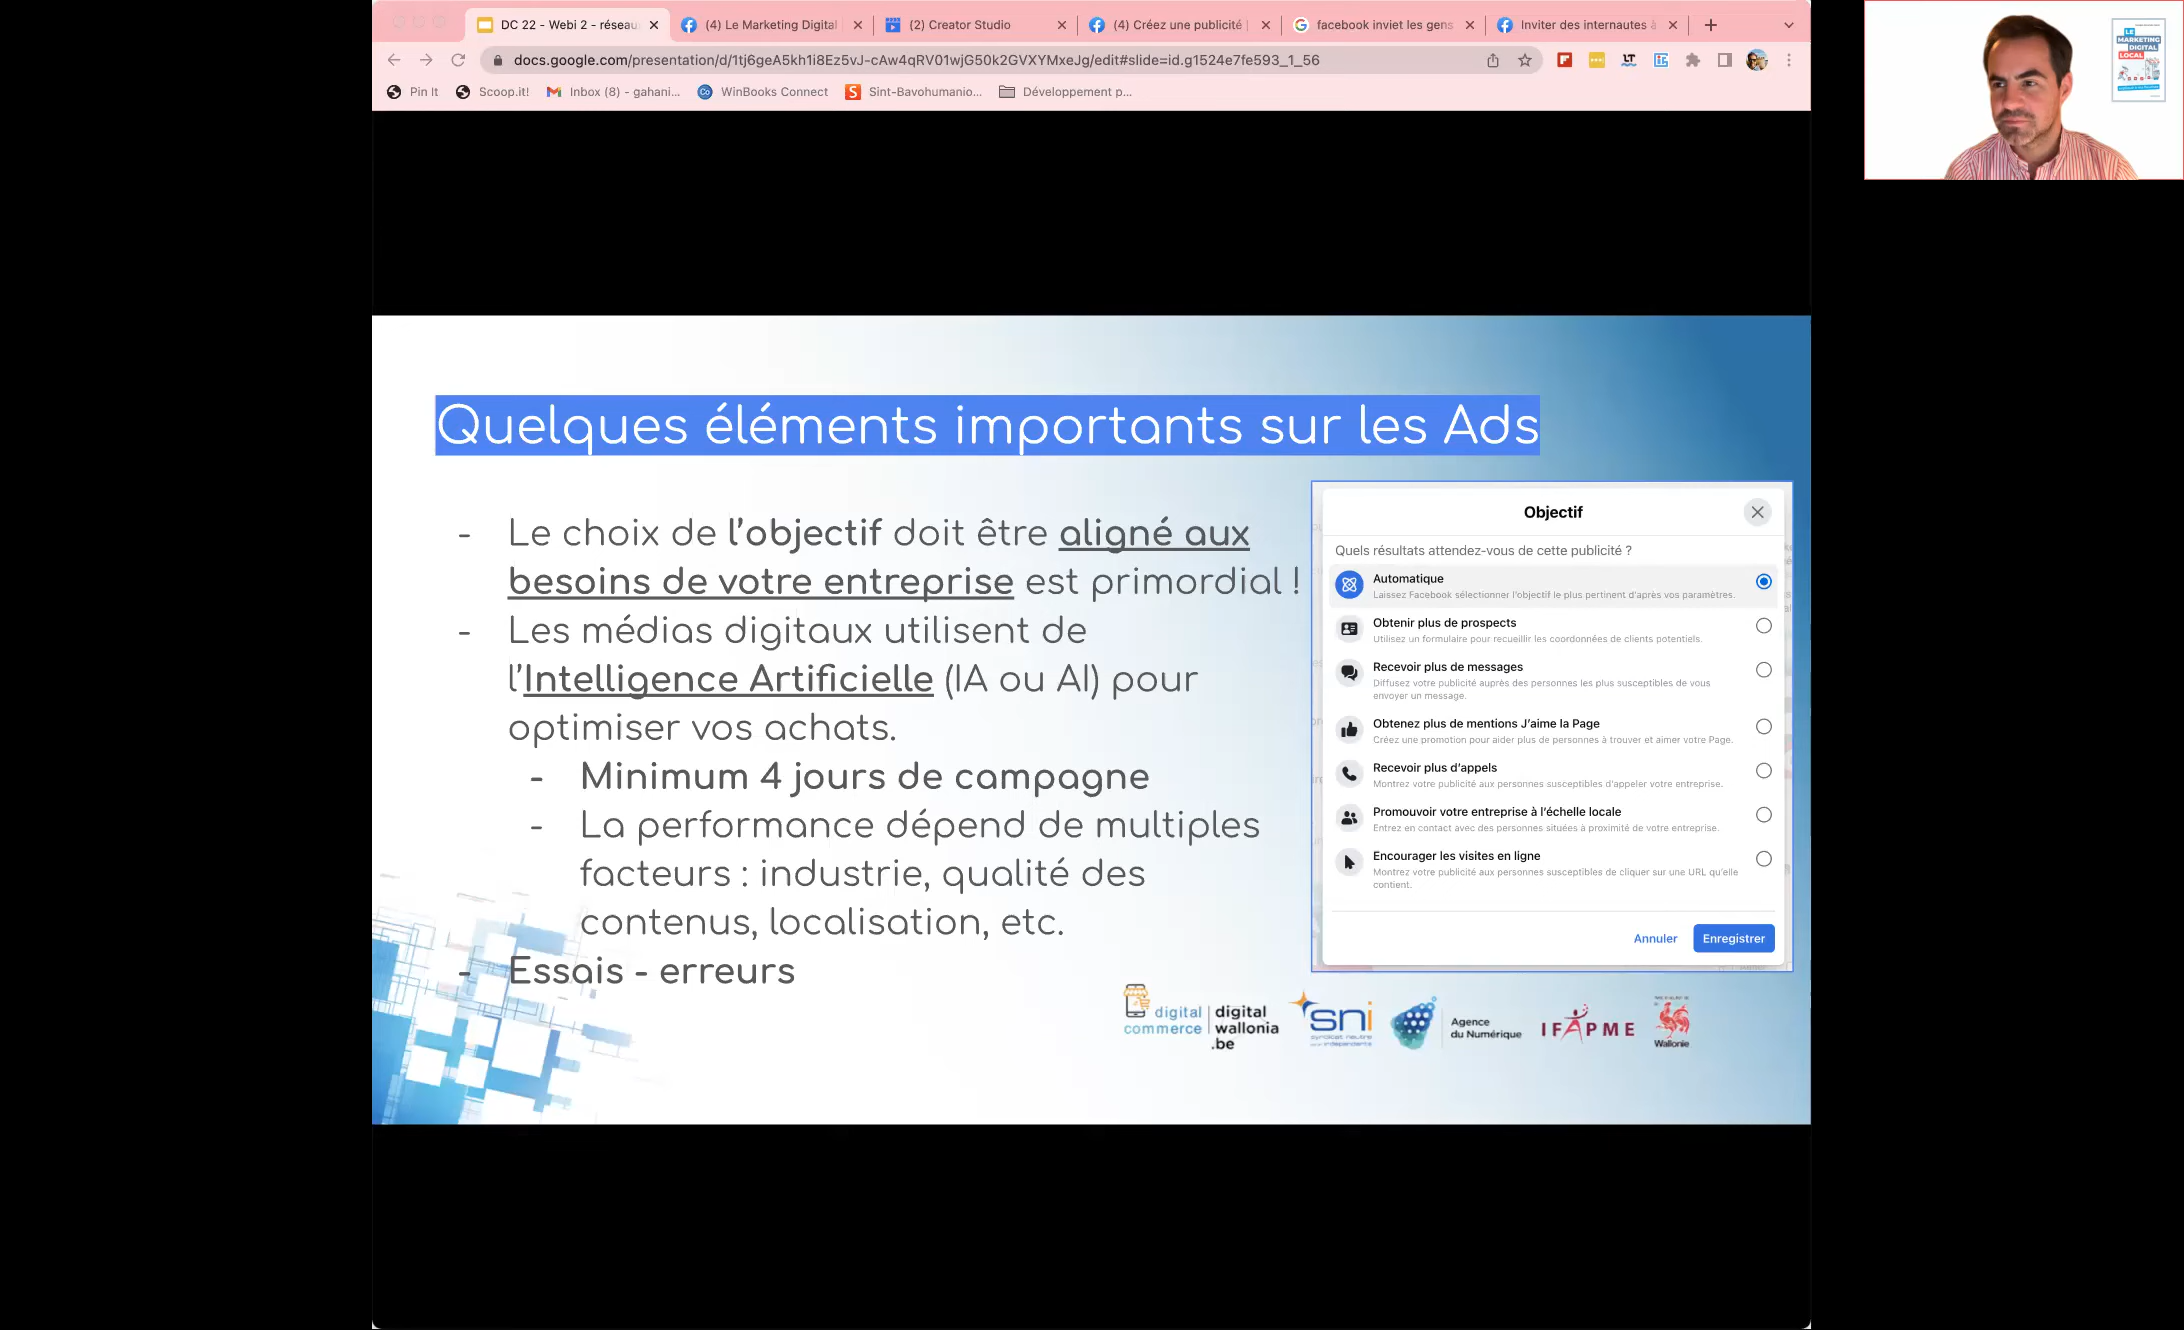 DC 22 - Webi 2 - réseau
(4) Le Marketing Digital
(2) Creator Studio
(4) Créez une publicité
facebook inviet les gens
Inviter des internautes à
docs.google.com/presentation/d/1tj6geA5kh1i8Ez5vJ-cAw4qRV01wjG50k2GVXYMxeJg/edit#slide=id.g1524e7fe593_1_56
Pin It
Scoop.it!
Inbox (8) - gahani...
WinBooks Connect
Sint-Bavohumanio...
Développement p...
LE
MARKETING
DIGITAL
LOCAL
Quelques éléments importants sur les Ads
- Le choix de l'objectif doit être aligné aux
besoins de votre entreprise est primordial !
- Les médias digitaux utilisent de
l'Intelligence Artificielle (IA ou AI) pour
optimiser vos achats.
- Minimum 4 jours de campagne
- La performance dépend de multiples
facteurs : industrie, qualité des
contenus, localisation, etc.
- Essais - erreurs
Objectif
Quels résultats attendez-vous de cette publicité ?
Automatique
Laissez Facebook sélectionner l'objectif le plus pertinent d'après vos paramètres.
Obtenir plus de prospects
Utilisez un formulaire pour recueillir les coordonnées de clients potentiels.
Recevoir plus de messages
Diffusez votre publicité auprès des personnes les plus susceptibles de vous
envoyer un message.
Obtenez plus de mentions J'aime la Page
Créez une promotion pour aider plus de personnes à trouver et aimer votre Page.
Recevoir plus d'appels
Montrez votre publicité aux personnes susceptibles d'appeler votre entreprise.
Promouvoir votre entreprise à l'échelle locale
Entrez en contact avec des personnes situées à proximité de votre entreprise.
Encourager les visites en ligne
Montrez votre publicité aux personnes susceptibles de cliquer sur une URL qu'elle
contient.
Annuler
Enregistrer
digital
commerce
digital
wallonia
.be
sni
syndicat neutre
pour indépendants
Agence
du Numérique
IFAPME
Wallonie